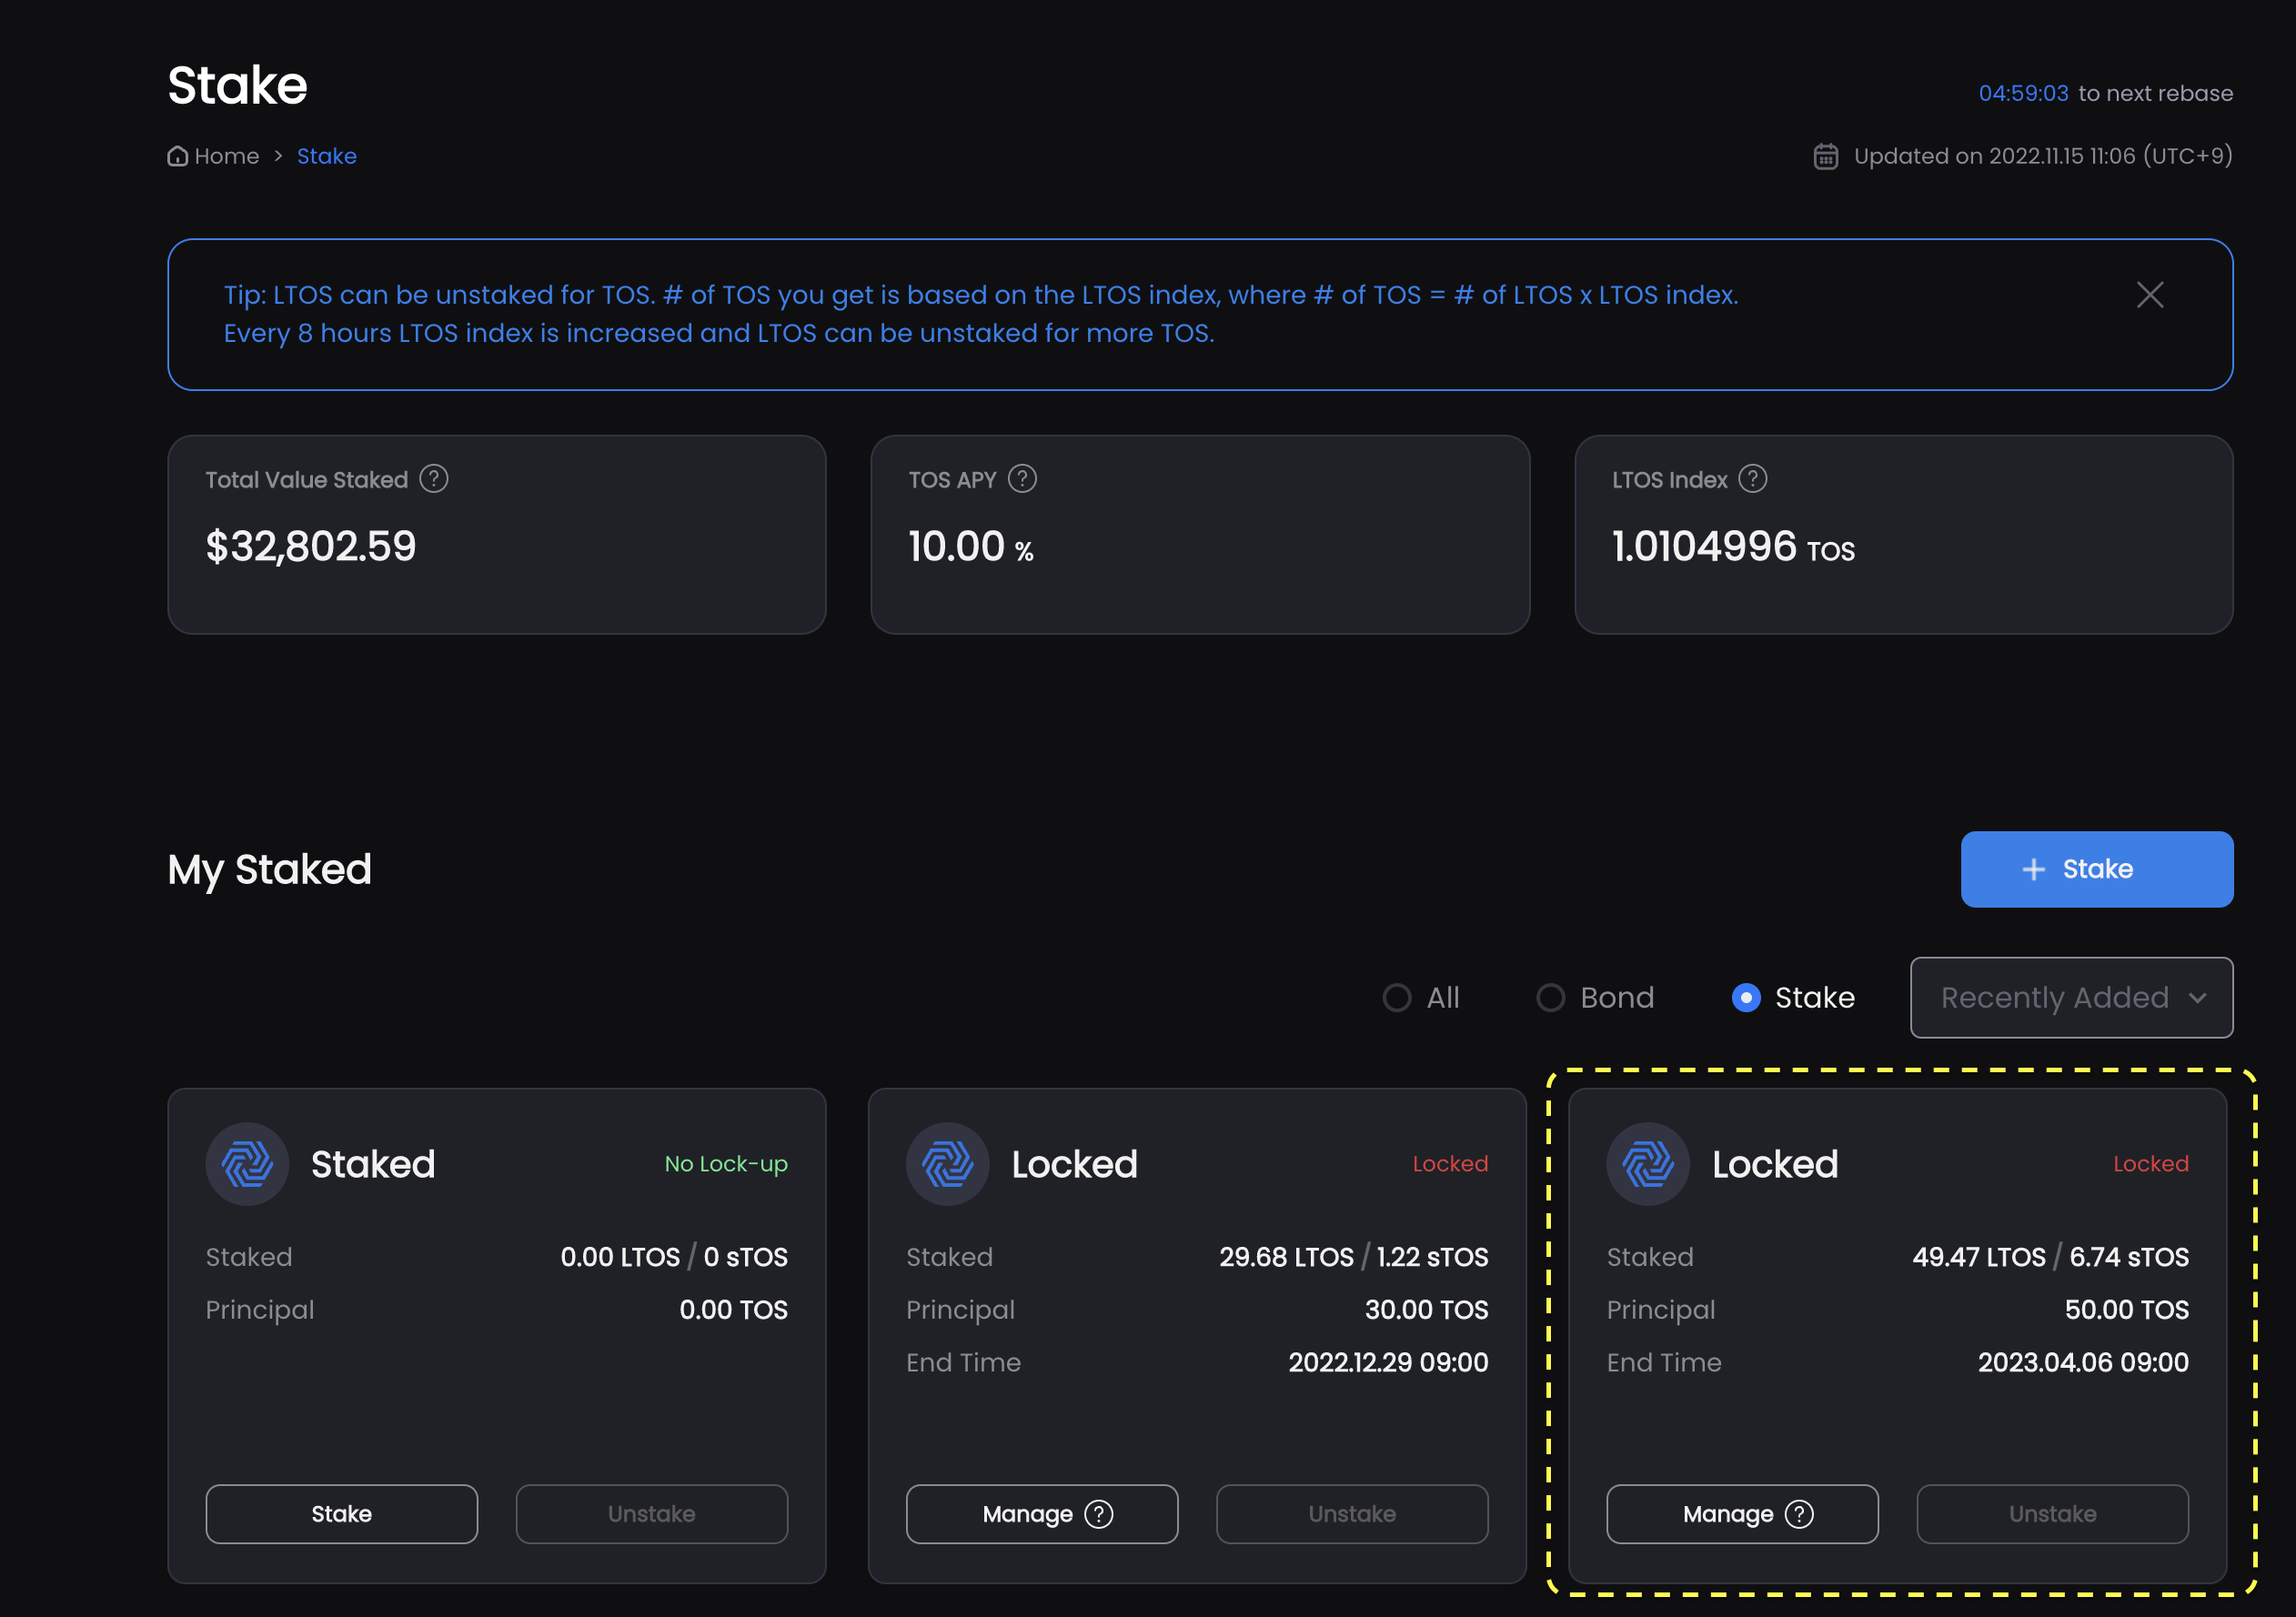 Stake
04:59:03 to next rebase
Home > Stake
Updated on 2022.11.15 11:06 (UTC+9)
Tip: LTOS can be unstaked for TOS. # of TOS you get is based on the LTOS index, where # of TOS = # of LTOS x LTOS index.
Every 8 hours LTOS index is increased and LTOS can be unstaked for more TOS.
Total Value Staked ?
$32,802.59
TOS APY ?
10.00 %
LTOS Index ?
1.0104996 TOS
My Staked
+ Stake
All Bond Stake Recently Added
Staked No Lock-up
Staked 0.00 LTOS / 0 sTOS
Principal 0.00 TOS
Stake Unstake
Locked Locked
Staked 29.68 LTOS / 1.22 sTOS
Principal 30.00 TOS
End Time 2022.12.29 09:00
Manage ? Unstake
Locked Locked
Staked 49.47 LTOS / 6.74 sTOS
Principal 50.00 TOS
End Time 2023.04.06 09:00
Manage ? Unstake